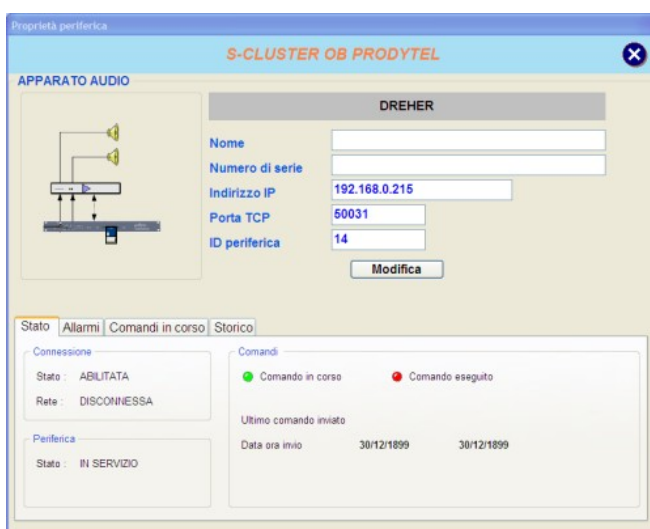 Proprietà periferica
S-CLUSTER OB PRODYTEL
APPARATO AUDIO
DREHER
Nome
Numero di serie
Indirizzo IP 192.168.0.215
Porta TCP 50031
ID periferica 14
Modifica
Stato Allarmi Comandi in corso Storico
Connessione
Stato : ABILITATA
Rete : DISCONNESSA
Periferica
Stato : IN SERVIZIO
Comandi
Comando in corso Comando eseguito
Ultimo comando inviato
Data ora invio 30/12/1899 30/12/1899